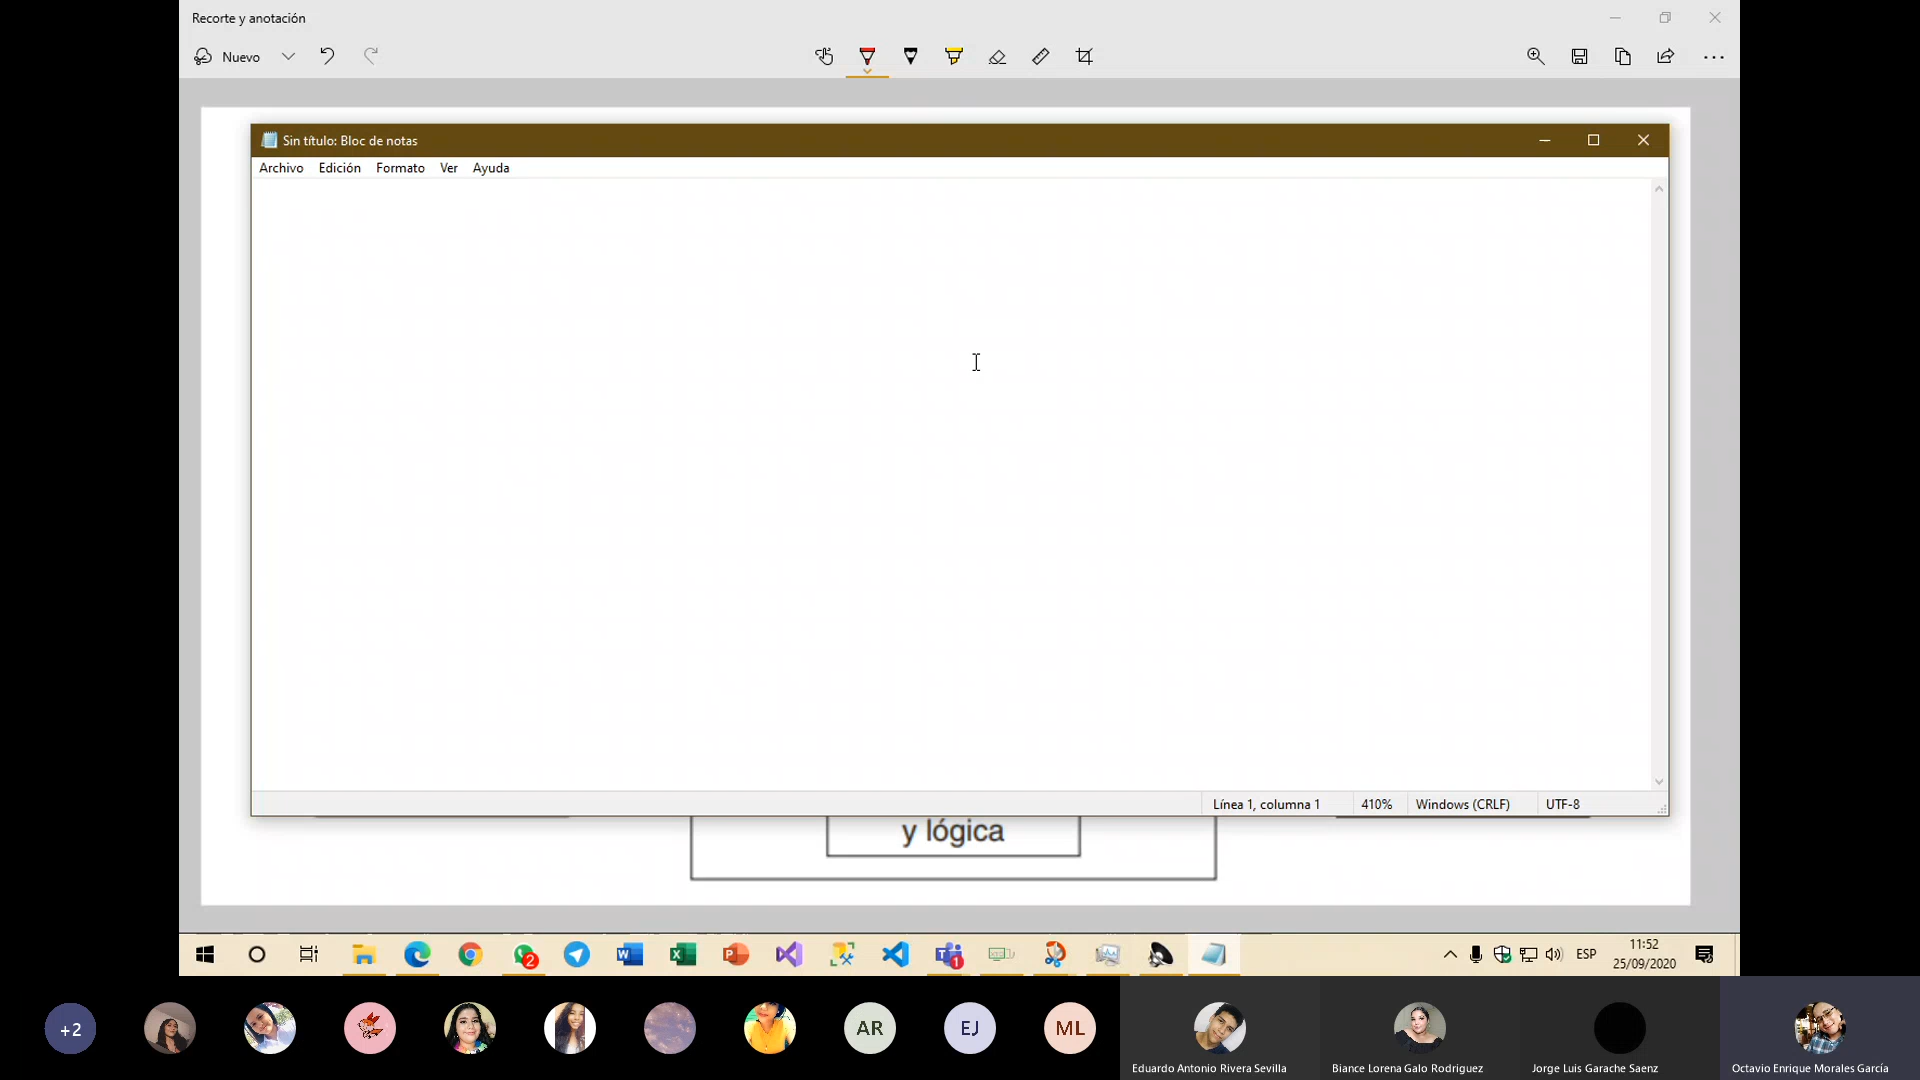 Recorte y anotación
Nuevo
Sin título: Bloc de notas
Archivo Edición Formato Ver Ayuda
Línea 1, columna 1 410% Windows (CRLF) UTF-8
y lógica
2
1
ESP
11:52
25/09/2020
+2
AR
EJ
ML
Eduardo Antonio Rivera Sevilla
Biance Lorena Galo Rodriguez
Jorge Luis Garache Saenz
Octavio Enrique Morales García